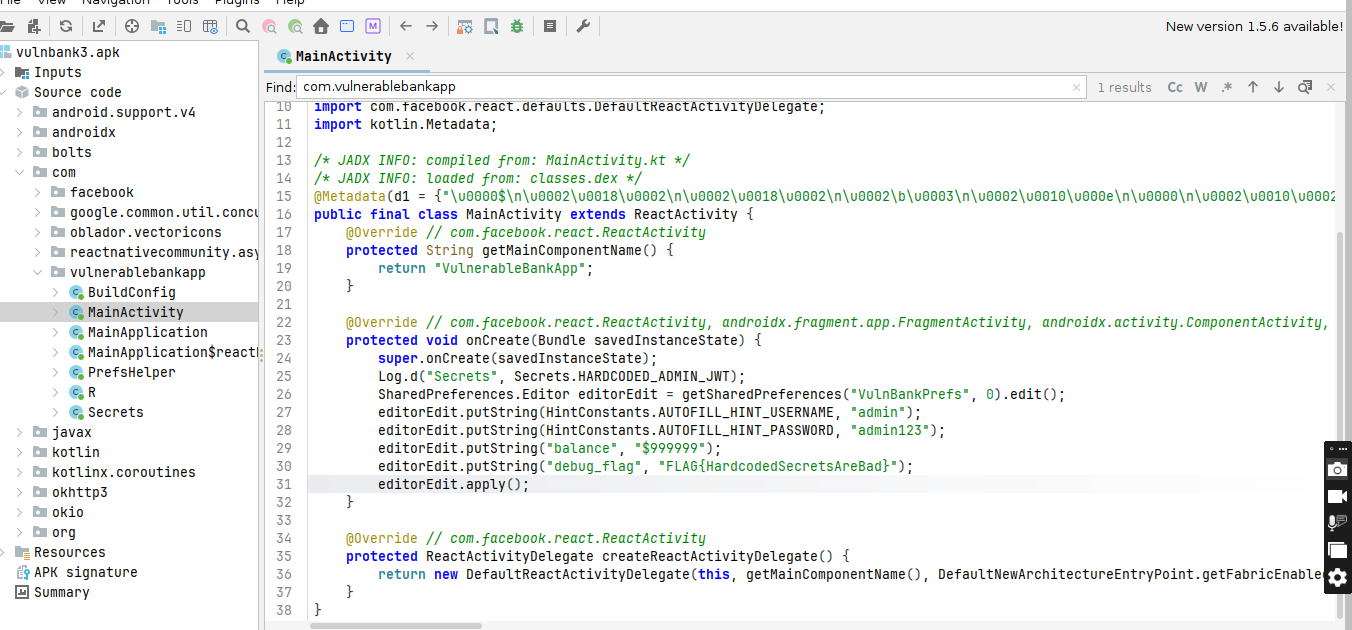 File View Navigation Tools Plugins Help
New version 1.5.6 available!
vulnbank3.apk
Inputs
Source code
android.support.v4
androidx
bolts
com
facebook
google.common.util.concu
oblador.vectoricons
reactnativecommunity.asy
vulnerablebankapp
BuildConfig
MainActivity
MainApplication
MainApplication$reactN
PrefsHelper
R
Secrets
javax
kotlin
kotlinx.coroutines
okhttp3
okio
org
Resources
APK signature
Summary
MainActivity
Find: com.vulnerablebankapp 1 results Cc W .*
10 import com.facebook.react.defaults.DefaultReactActivityDelegate;
11 import kotlin.Metadata;
12
13 /* JADX INFO: compiled from: MainActivity.kt */
14 /* JADX INFO: loaded from: classes.dex */
15 @Metadata(d1 = {"\u0000$\n\u0002\u0018\u0002\n\u0002\u0018\u0002\n\u0002\b\u0003\n\u0002\u0010\u000e\n\u0000\n\u0002\u0010\u0002
16 public final class MainActivity extends ReactActivity {
17 @Override // com.facebook.react.ReactActivity
18 protected String getMainComponentName() {
19 return "VulnerableBankApp";
20 }
21
22 @Override // com.facebook.react.ReactActivity, androidx.fragment.app.FragmentActivity, androidx.activity.ComponentActivity,
23 protected void onCreate(Bundle savedInstanceState) {
24 super.onCreate(savedInstanceState);
25 Log.d("Secrets", Secrets.HARDCODED_ADMIN_JWT);
26 SharedPreferences.Editor editorEdit = getSharedPreferences("VulnBankPrefs", 0).edit();
27 editorEdit.putString(HintConstants.AUTOFILL_HINT_USERNAME, "admin");
28 editorEdit.putString(HintConstants.AUTOFILL_HINT_PASSWORD, "admin123");
29 editorEdit.putString("balance", "$999999");
30 editorEdit.putString("debug_flag", "FLAG{HardcodedSecretsAreBad}");
31 editorEdit.apply();
32 }
33
34 @Override // com.facebook.react.ReactActivity
35 protected ReactActivityDelegate createReactActivityDelegate() {
36 return new DefaultReactActivityDelegate(this, getMainComponentName(), DefaultNewArchitectureEntryPoint.getFabricEnable
37 }
38 }